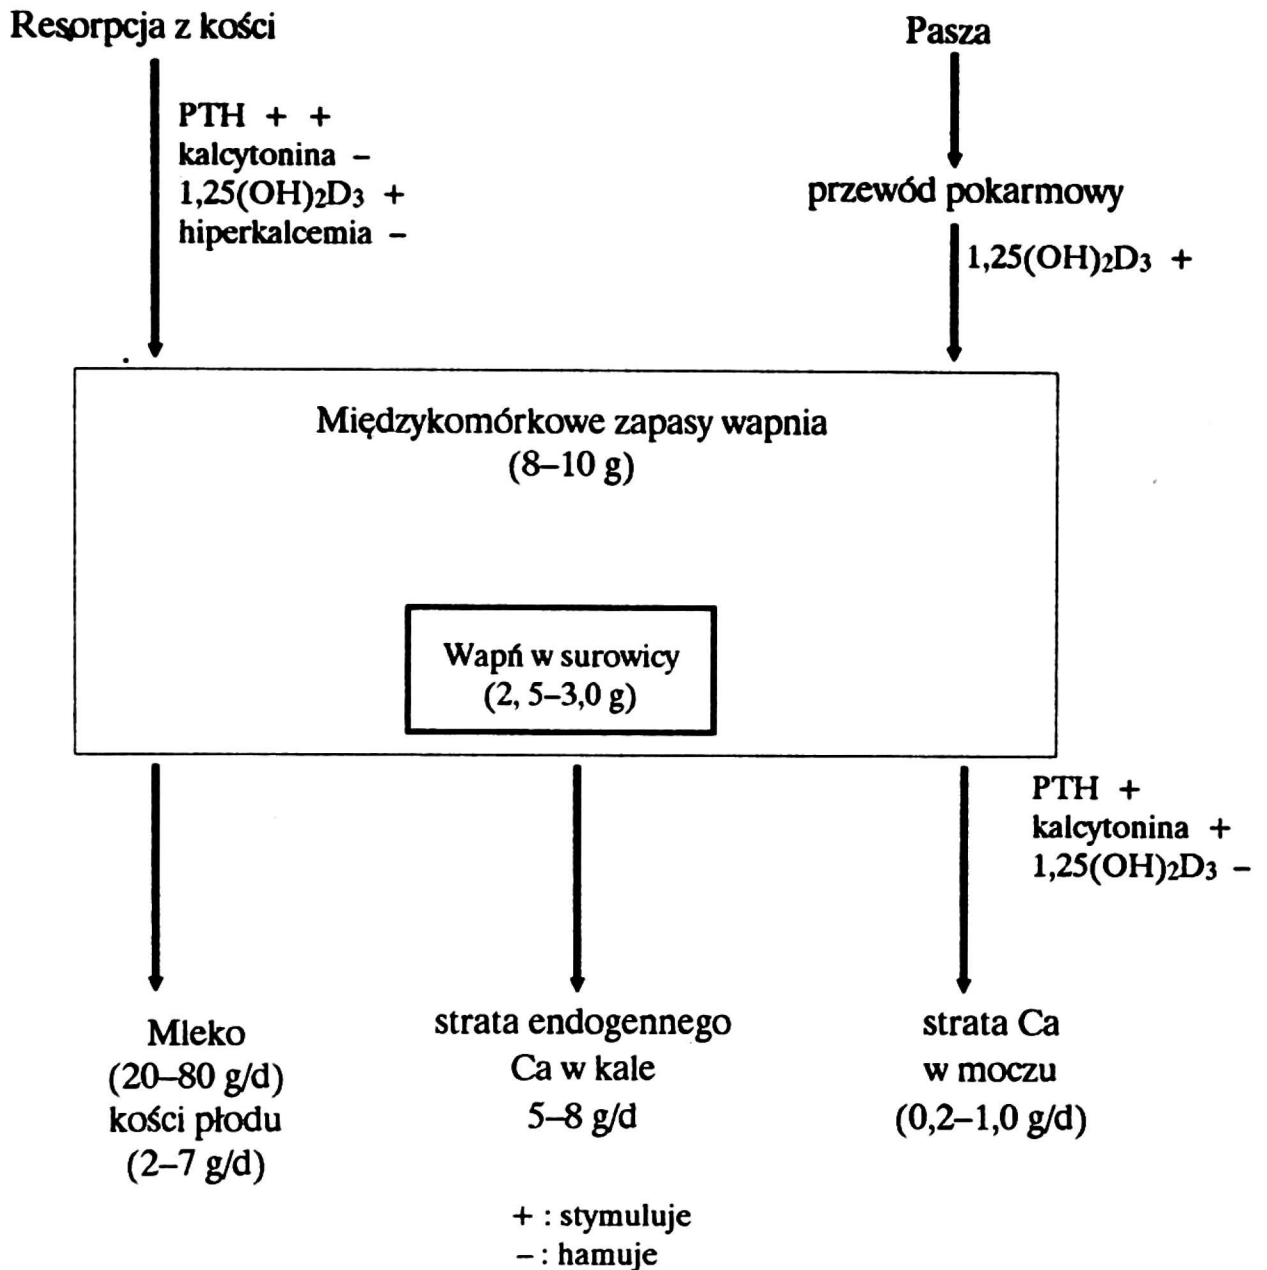 Resorpcja z kości
PTH + +
kalcytonina –
1,25(OH)₂D₃ +
hiperkalcemia –
Pasza
przewód pokarmowy
1,25(OH)₂D₃ +
Międzykomórkowe zapasy wapnia
(8–10 g)
Wapń w surowicy
(2, 5–3,0 g)
PTH +
kalcytonina +
1,25(OH)₂D₃ –
Mleko
(20–80 g/d)
kości płodu
(2–7 g/d)
strata endogennego
Ca w kale
5–8 g/d
strata Ca
w moczu
(0,2–1,0 g/d)
+ : stymuluje
– : hamuje